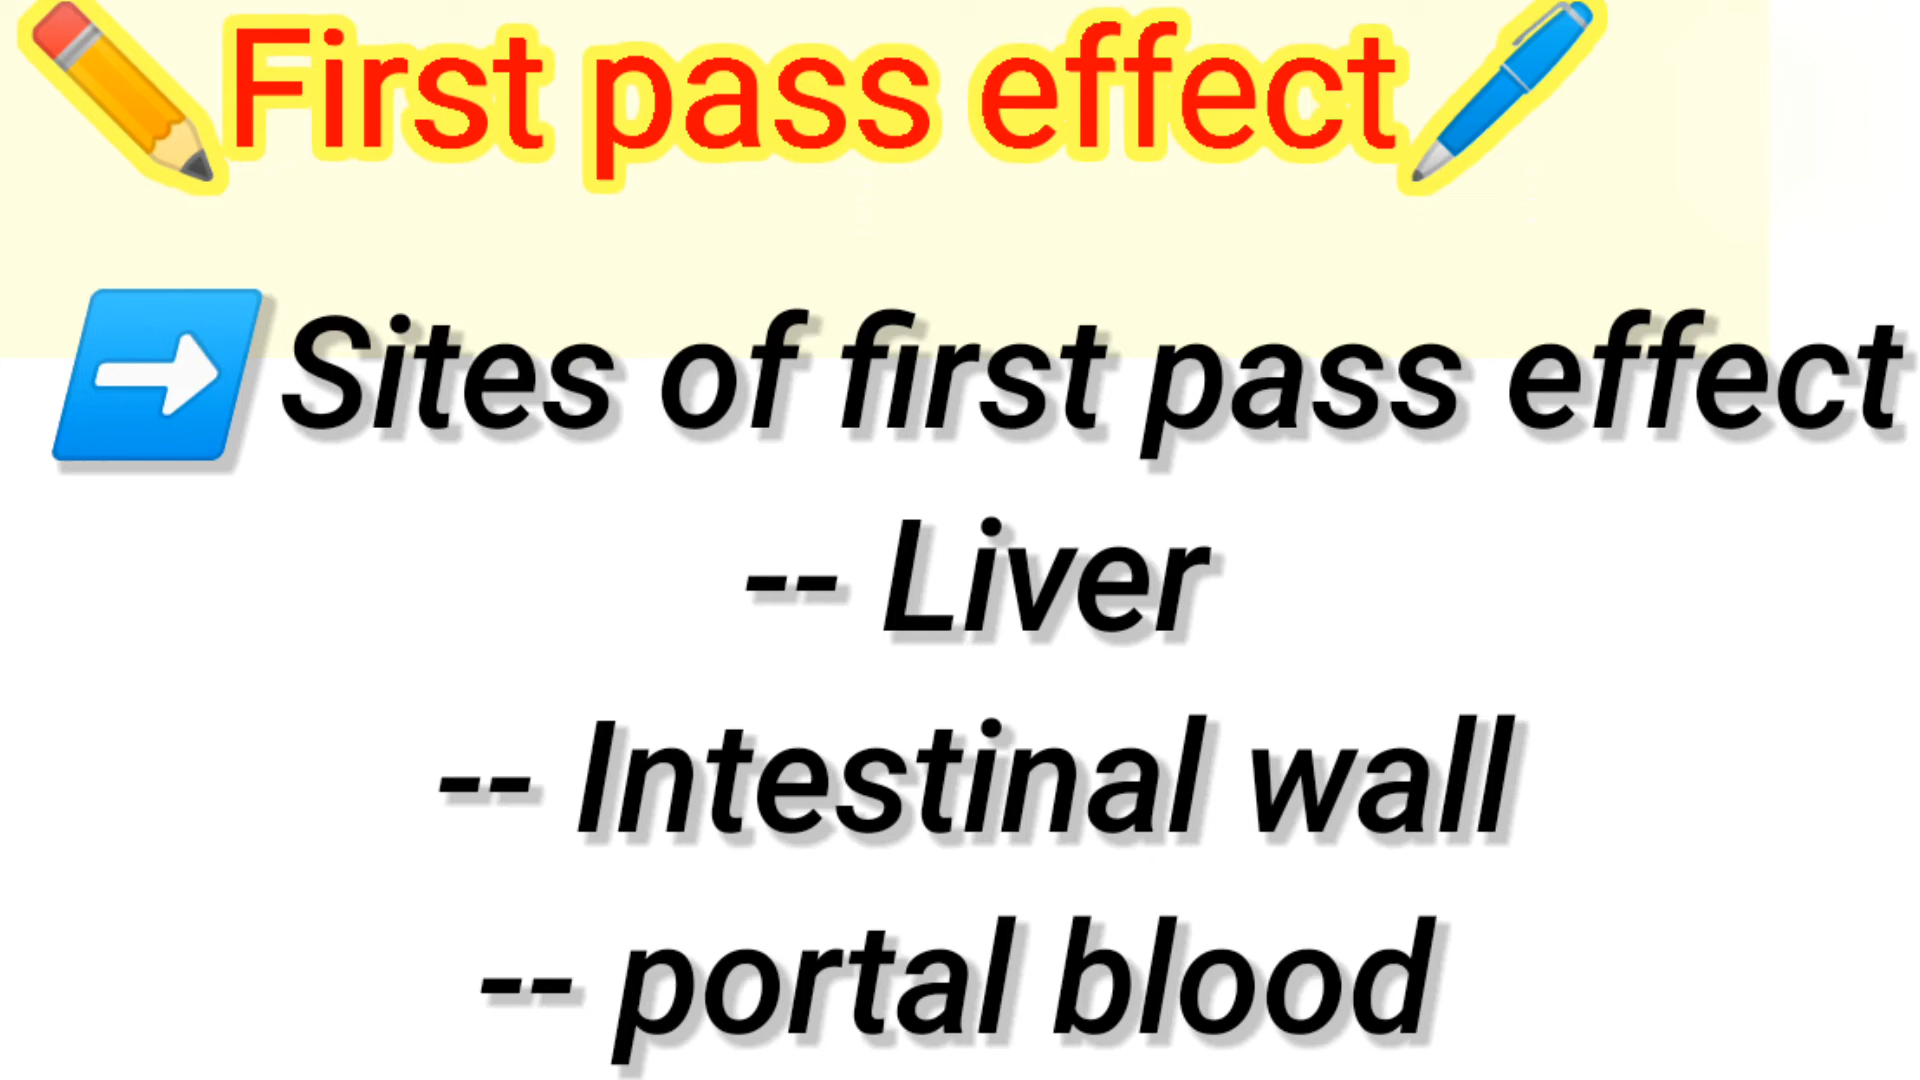 First pass effect
Sites of first pass effect
-- Liver
-- Intestinal wall
-- portal blood